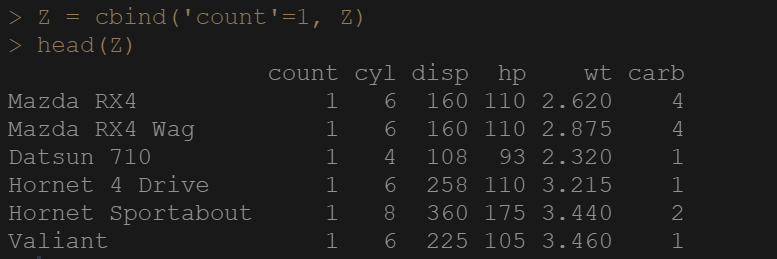 > Z = cbind('count'=1, Z)
> head(Z)
                  count cyl disp  hp    wt carb
Mazda RX4             1   6  160 110 2.620    4
Mazda RX4 Wag         1   6  160 110 2.875    4
Datsun 710            1   4  108  93 2.320    1
Hornet 4 Drive        1   6  258 110 3.215    1
Hornet Sportabout     1   8  360 175 3.440    2
Valiant               1   6  225 105 3.460    1